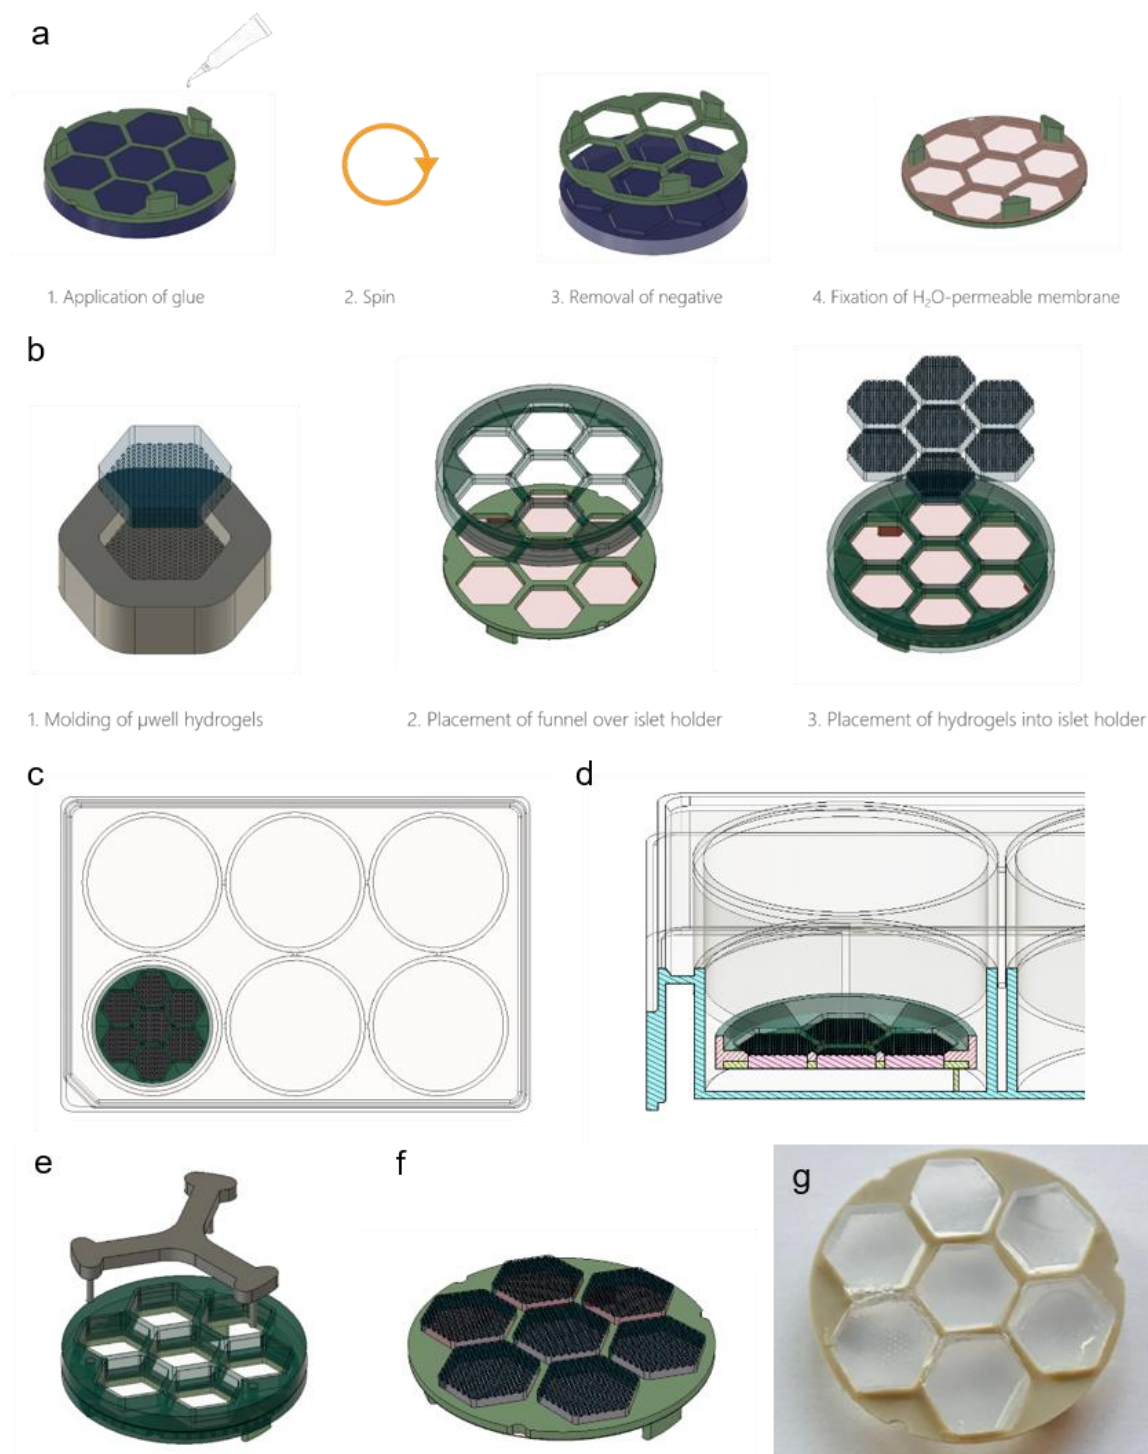 a
1. Application of glue
2. Spin
3. Removal of negative
4. Fixation of H₂O-permeable membrane
b
1. Molding of µwell hydrogels
2. Placement of funnel over islet holder
3. Placement of hydrogels into islet holder
c
d
e
f
g